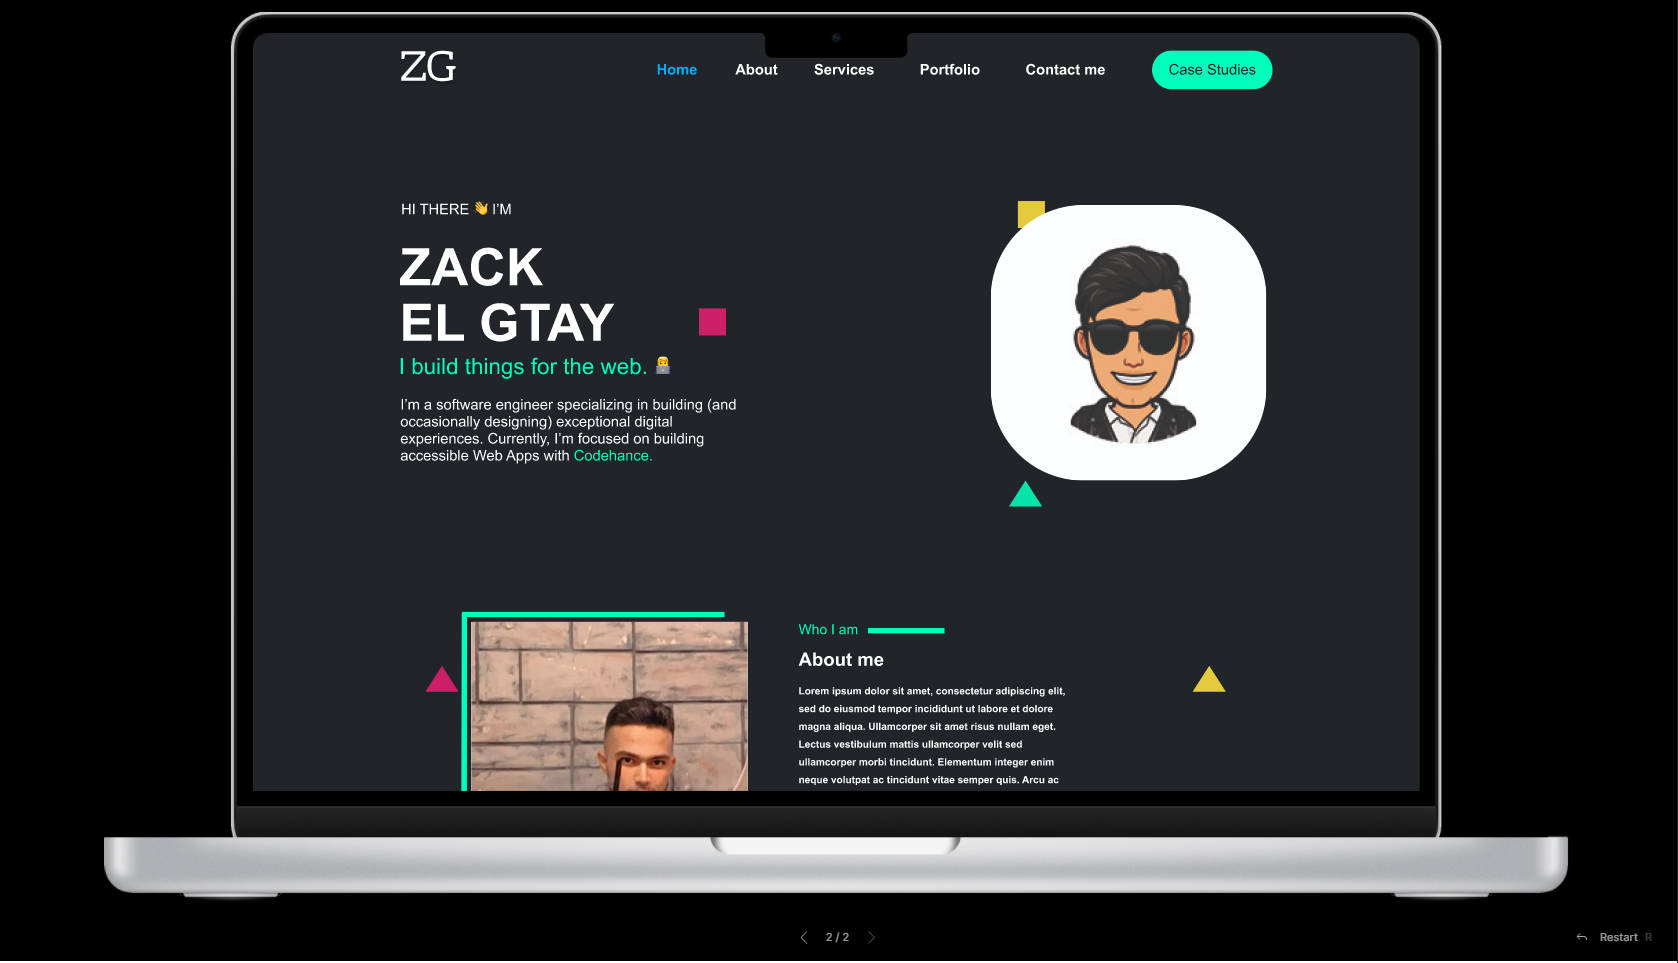 ZG
Home About Services Portfolio Contact me Case Studies
HI THERE 👋 I'M
ZACK
EL GTAY
I build things for the web. 👨‍💻
I'm a software engineer specializing in building (and
occasionally designing) exceptional digital
experiences. Currently, I'm focused on building
accessible Web Apps with Codehance.
Who I am
About me
Lorem ipsum dolor sit amet, consectetur adipiscing elit,
sed do eiusmod tempor incididunt ut labore et dolore
magna aliqua. Ullamcorper sit amet risus nullam eget.
Lectus vestibulum mattis ullamcorper velit sed
ullamcorper morbi tincidunt. Elementum integer enim
neque volutpat ac tincidunt vitae semper quis. Arcu ac
2 / 2
Restart R